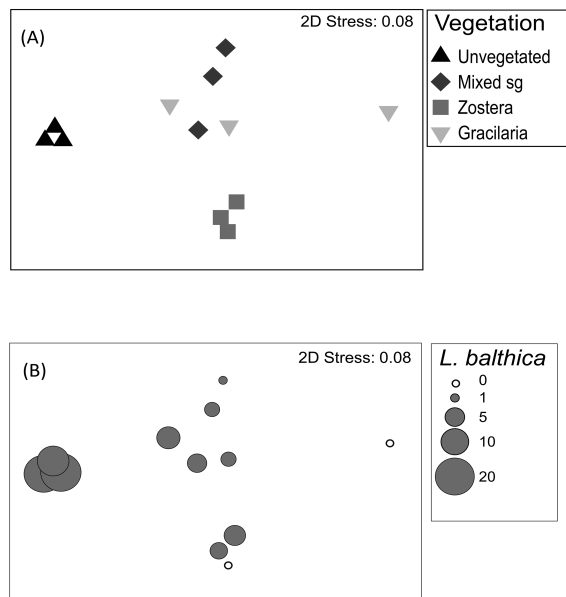 (A)
2D Stress: 0.08
Vegetation
Unvegetated
Mixed sg
Zostera
Gracilaria
(B)
2D Stress: 0.08
L. balthica
0
1
5
10
20